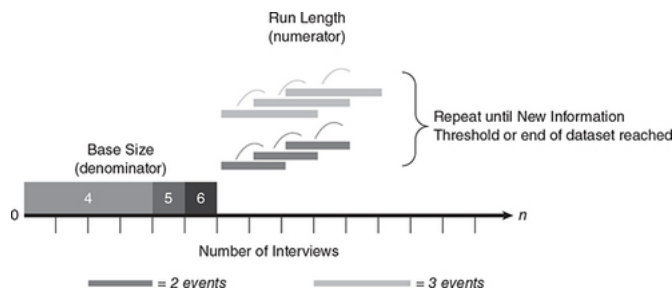 Run Length
(numerator)
Repeat until New Information
Threshold or end of dataset reached
Base Size
(denominator)
4 5 6
0 n
Number of Interviews
= 2 events = 3 events